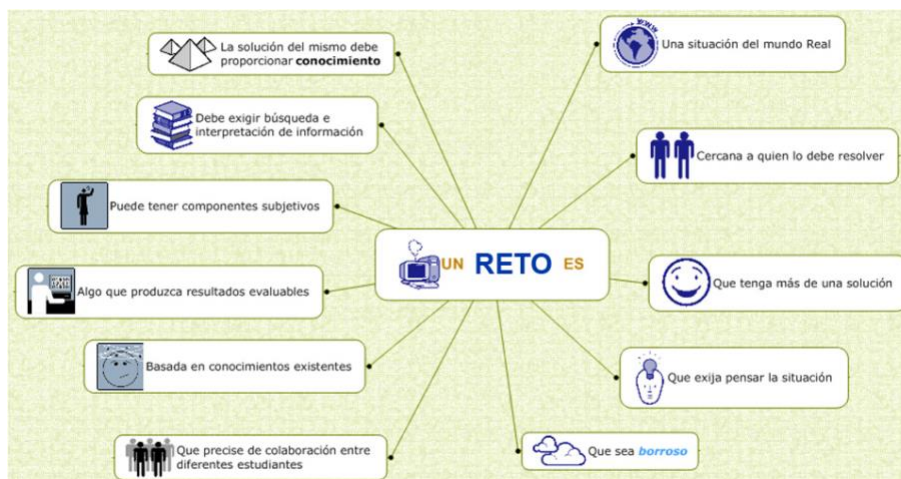 UN RETO ES
Una situación del mundo Real
Cercana a quien lo debe resolver
Que tenga más de una solución
Que exija pensar la situación
Que sea borroso
Que precise de colaboración entre
diferentes estudiantes
Basada en conocimientos existentes
Algo que produzca resultados evaluables
Puede tener componentes subjetivos
Debe exigir búsqueda e
interpretación de información
La solución del mismo debe
proporcionar conocimiento